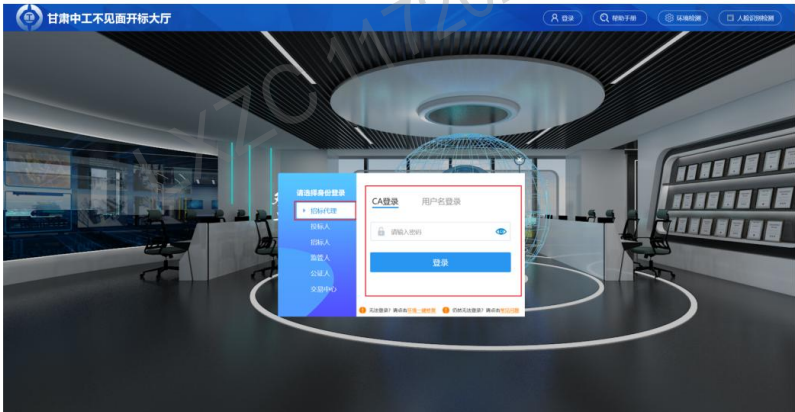 甘肃中工不见面开标大厅
登录
帮助手册
环境检测
人脸识别检测
请选择身份登录
招标代理
投标人
招标人
监管人
公证人
交易中心
CA登录 用户名登录
请输入密码
登录
无法登录？请点击
仍然无法登录？请点击